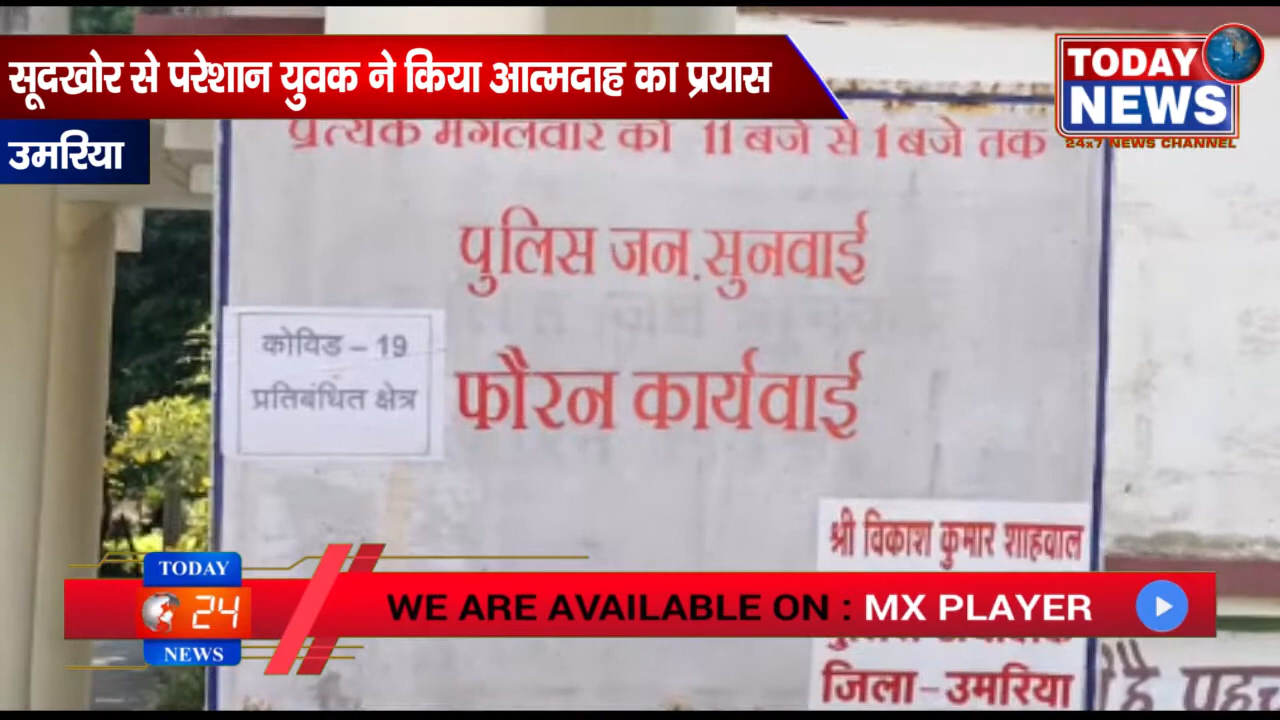 सूदखोर से परेशान युवक ने किया आत्मदाह का प्रयास
उमरिया
TODAY
NEWS
24x7 NEWS CHANNEL
प्रत्येक मंगलवार को 11 बजे से 1 बजे तक
पुलिस जन सुनवाई
कोविड – 19
प्रतिबंधित क्षेत्र
फौरन कार्यवाई
श्री विकाश कुमार शाहवाल
TODAY
24
NEWS
WE ARE AVAILABLE ON : MX PLAYER
जिला – उमरिया